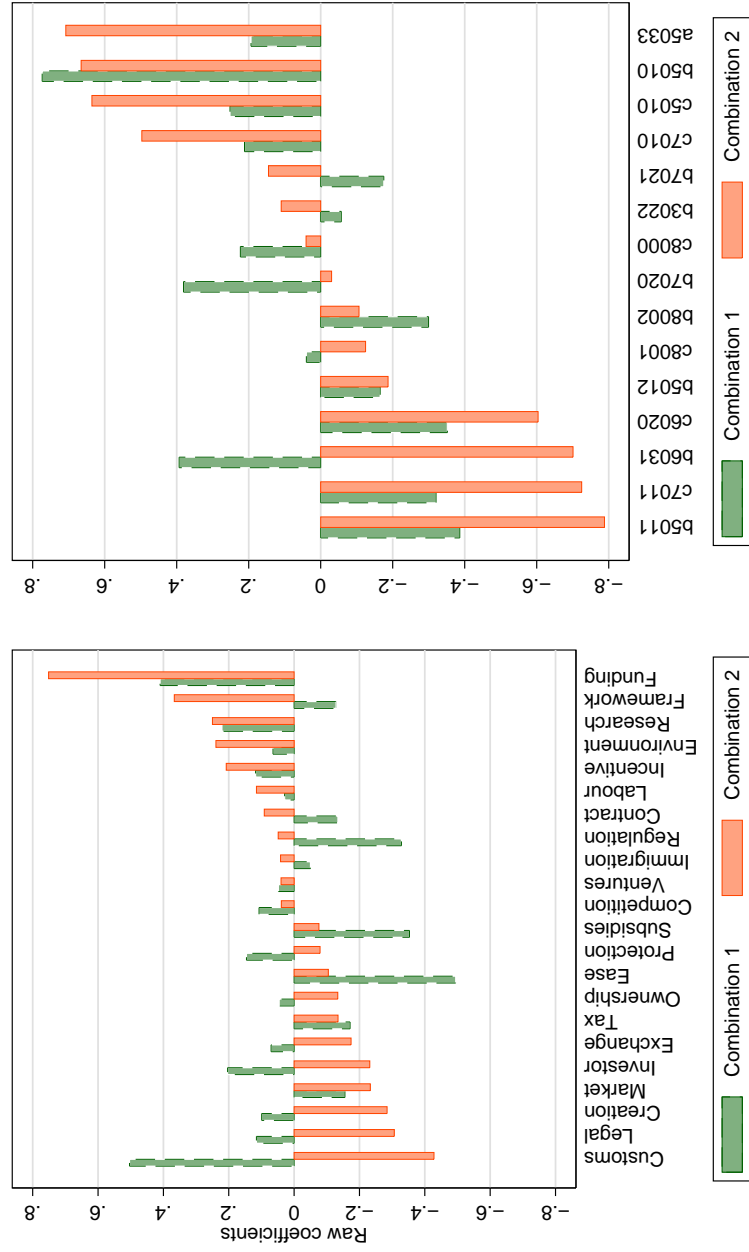 Raw coefficients
.8
.6
.4
.2
0
-.2
-.4
-.6
-.8
Customs
Legal
Creation
Market
Investor
Exchange
Tax
Ownership
Ease
Protection
Subsidies
Competition
Ventures
Immigration
Regulation
Contract
Labour
Incentive
Environment
Research
Framework
Funding
Combination 1
Combination 2
.8
.6
.4
.2
0
-.2
-.4
-.6
-.8
b5011
c7011
b6031
c6020
b5012
c8001
b8002
b7020
c8000
b3022
b7021
c7010
c5010
b5010
a5033
Combination 1
Combination 2